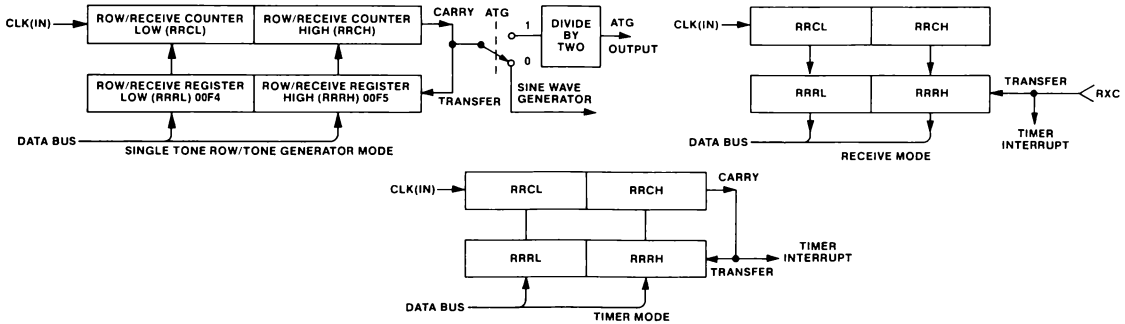 CLK(IN)
ROW/RECEIVE COUNTER
LOW (RRCL)
ROW/RECEIVE COUNTER
HIGH (RRCH)
CARRY
ATG
1
0
DIVIDE
BY
TWO
ATG
OUTPUT
ROW/RECEIVE REGISTER
LOW (RRRL) 00F4
ROW/RECEIVE REGISTER
HIGH (RRRH) 00F5
TRANSFER
SINE WAVE
GENERATOR
DATA BUS
SINGLE TONE ROW/TONE GENERATOR MODE
CLK(IN)
RRCL
RRCH
RRRL
RRRH
TRANSFER
RXC
TIMER
INTERRUPT
DATA BUS
RECEIVE MODE
CLK(IN)
RRCL
RRCH
CARRY
RRRL
RRRH
TRANSFER
TIMER
INTERRUPT
DATA BUS
TIMER MODE